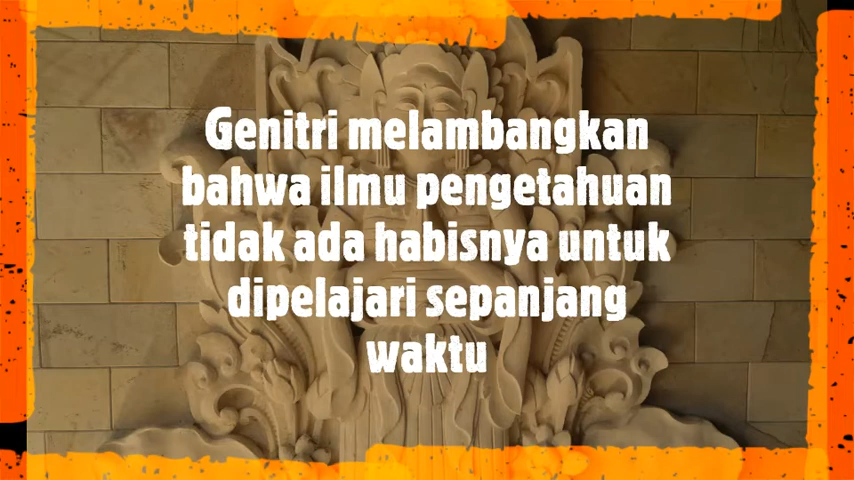 Genitri melambangkan
bahwa ilmu pengetahuan
tidak ada habisnya untuk
dipelajari sepanjang
waktu